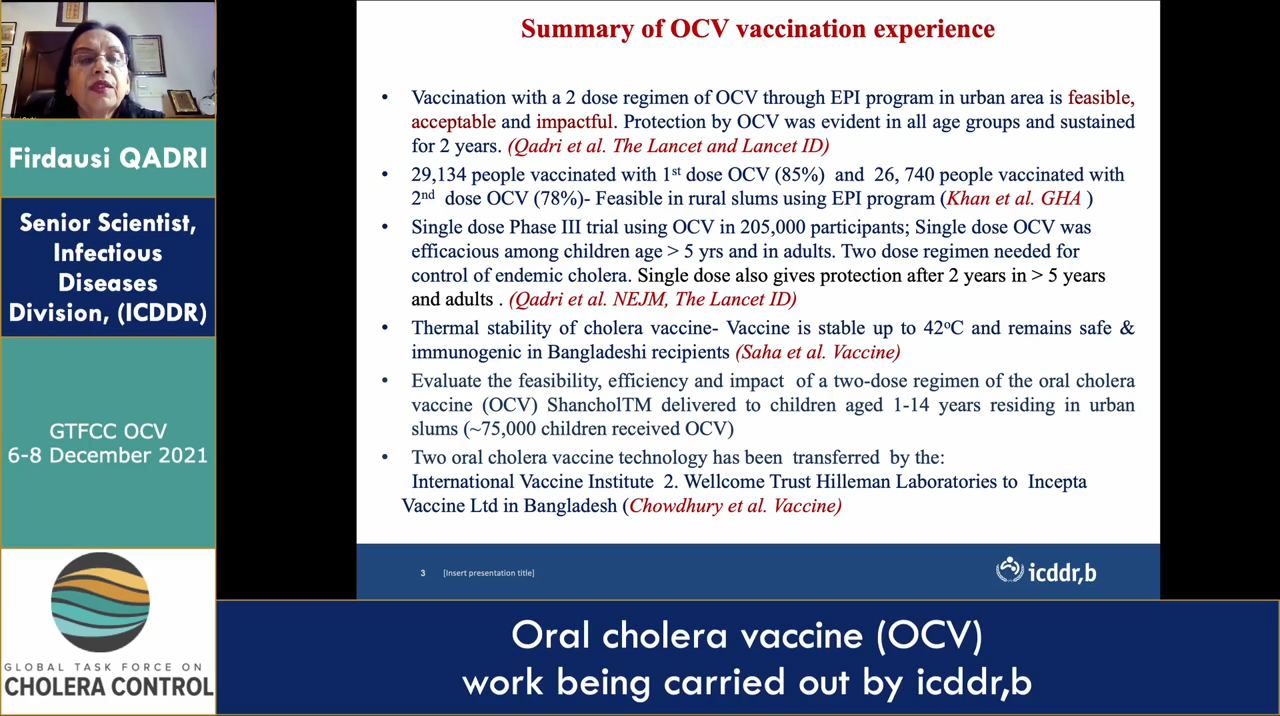 Summary of OCV vaccination experience
• Vaccination with a 2 dose regimen of OCV through EPI program in urban area is feasible,
acceptable and impactful. Protection by OCV was evident in all age groups and sustained
for 2 years. (Qadri et al. The Lancet and Lancet ID)
• 29,134 people vaccinated with 1st dose OCV (85%) and 26, 740 people vaccinated with
2nd dose OCV (78%)- Feasible in rural slums using EPI program (Khan et al. GHA )
• Single dose Phase III trial using OCV in 205,000 participants; Single dose OCV was
efficacious among children age > 5 yrs and in adults. Two dose regimen needed for
control of endemic cholera. Single dose also gives protection after 2 years in > 5 years
and adults . (Qadri et al. NEJM, The Lancet ID)
• Thermal stability of cholera vaccine- Vaccine is stable up to 42oC and remains safe &
immunogenic in Bangladeshi recipients (Saha et al. Vaccine)
• Evaluate the feasibility, efficiency and impact of a two-dose regimen of the oral cholera
vaccine (OCV) ShancholTM delivered to children aged 1-14 years residing in urban
slums (~75,000 children received OCV)
• Two oral cholera vaccine technology has been transferred by the:
International Vaccine Institute 2. Wellcome Trust Hilleman Laboratories to Incepta
Vaccine Ltd in Bangladesh (Chowdhury et al. Vaccine)
3 [Insert presentation title]
icddr,b
Firdausi QADRI
Senior Scientist,
Infectious
Diseases
Division, (ICDDR)
GTFCC OCV
6-8 December 2021
GLOBAL TASK FORCE ON
CHOLERA CONTROL
Oral cholera vaccine (OCV)
work being carried out by icddr,b